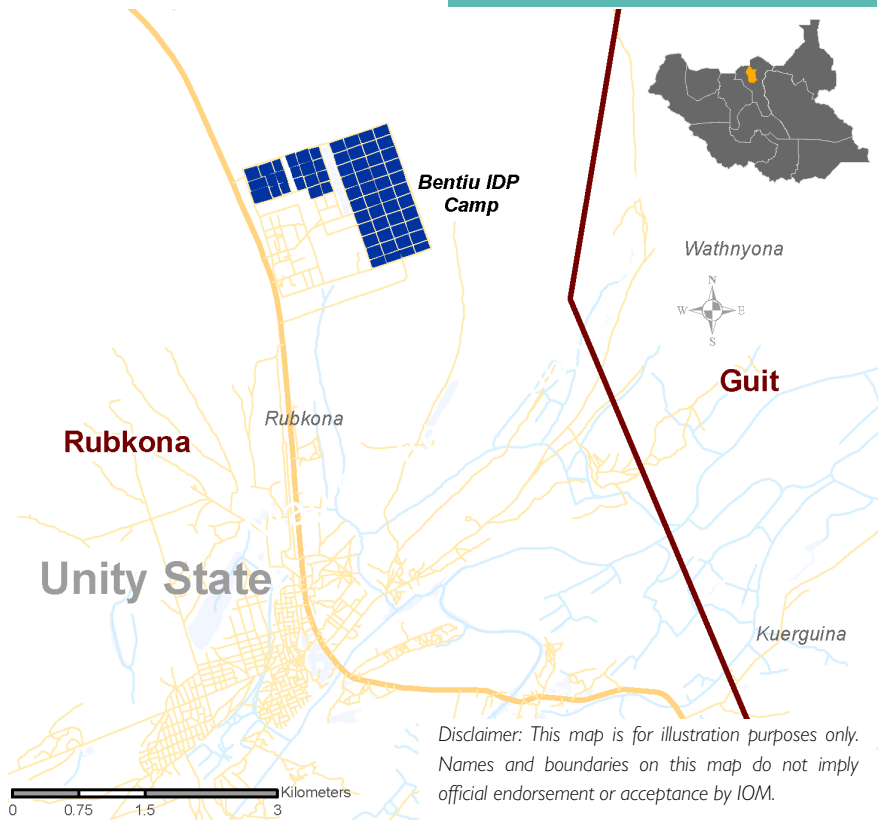 Bentiu IDP
Camp
Wathnyona
N
W E
S
Guit
Rubkona
Rubkona
Unity State
Kuerguina
Disclaimer: This map is for illustration purposes only.
Names and boundaries on this map do not imply
official endorsement or acceptance by IOM.
Kilometers
0 0.75 1.5 3